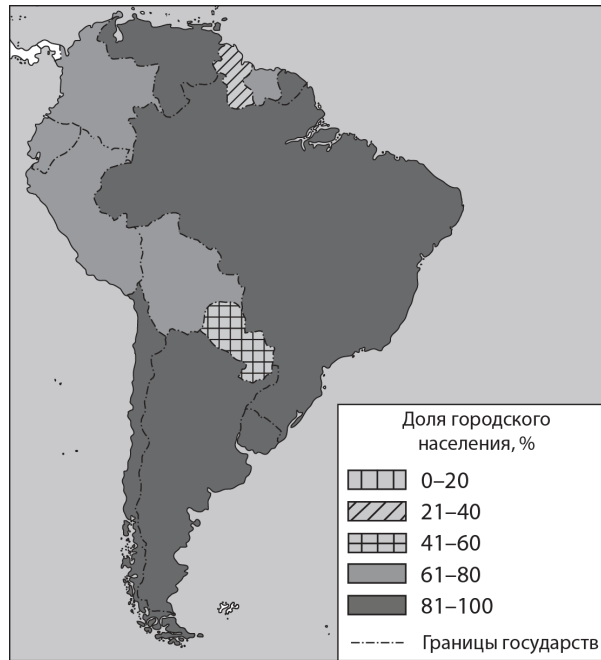 Доля городского
населения, %
0–20
21–40
41–60
61–80
81–100
Границы государств